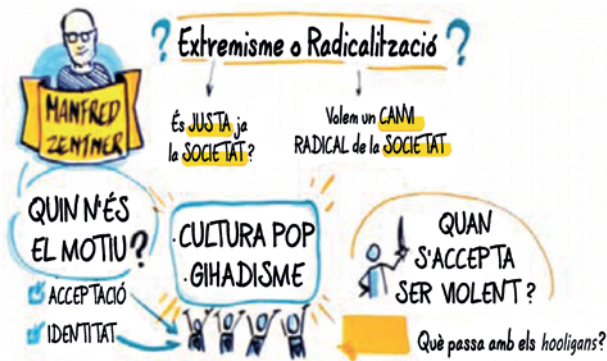 ? Extremisme o Radicalització ?
MANFRED
ZENTNER
És JUSTA ja
la SOCIETAT?
Volem un CANVI
RADICAL de la SOCIETAT
QUIN N'ÉS
EL MOTIU?
ACCEPTACIÓ
IDENTITAT
· CULTURA POP
· GIHADISME
QUAN
S'ACCEPTA
SER VIOLENT?
Què passa amb els hooligans?